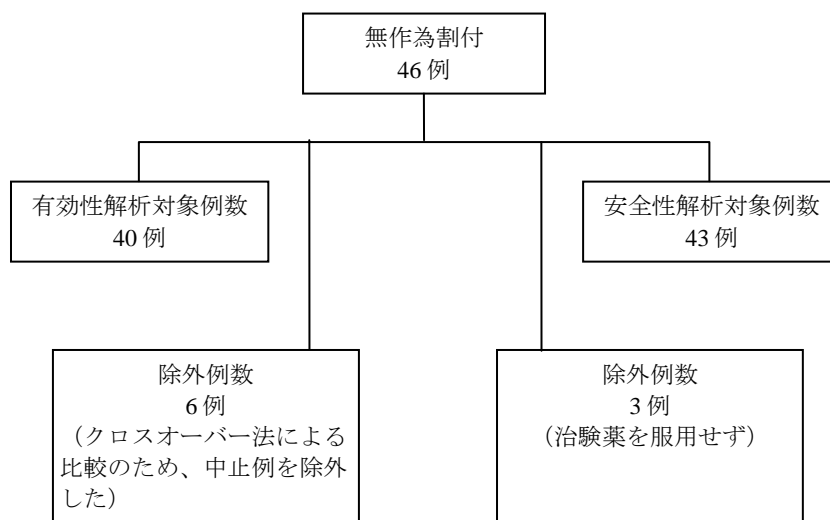 無作為割付
46 例
有効性解析対象例数
40 例
安全性解析対象例数
43 例
除外例数
6 例
（クロスオーバー法による
比較のため、中止例を除外
した）
除外例数
3 例
（治験薬を服用せず）